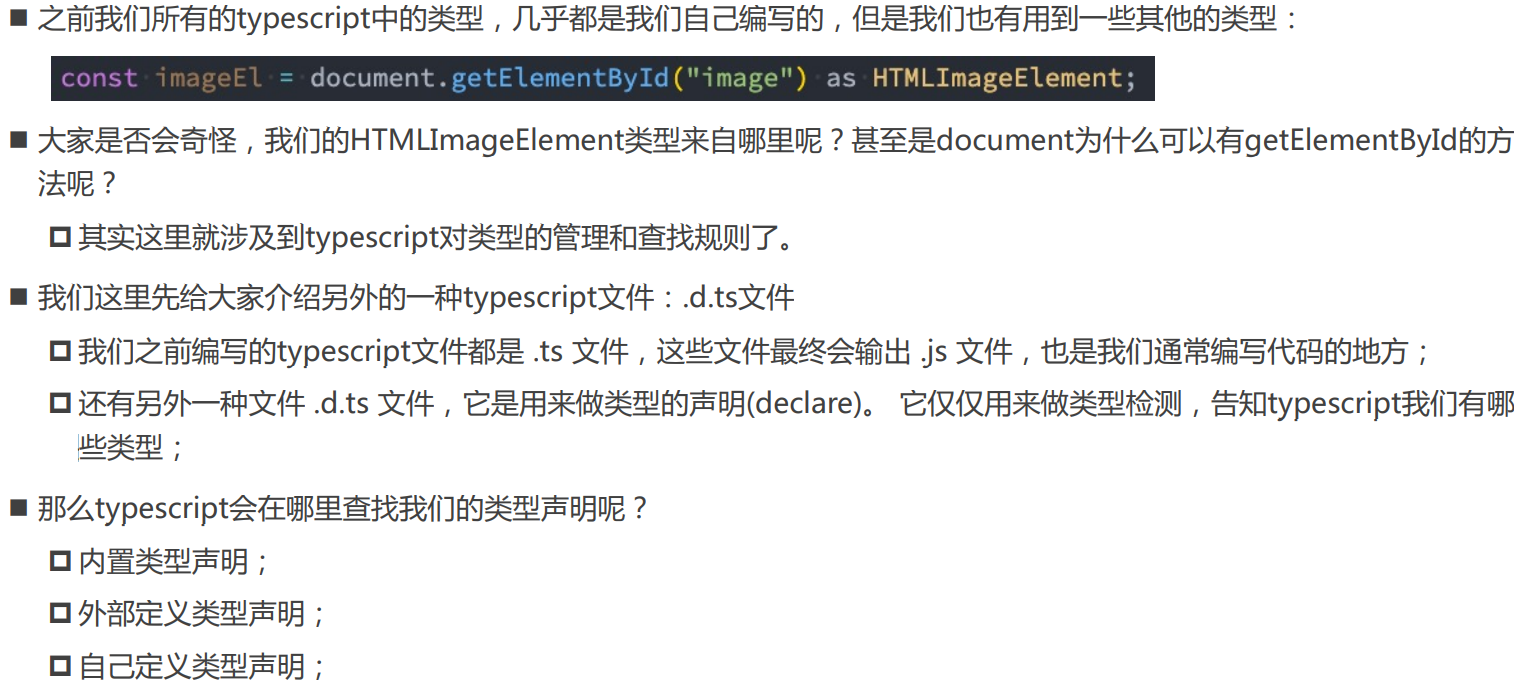 ■ 之前我们所有的typescript中的类型，几乎都是我们自己编写的，但是我们也有用到一些其他的类型：
const imageEl = document.getElementById("image") as HTMLImageElement;
■ 大家是否会奇怪，我们的HTMLImageElement类型来自哪里呢？甚至是document为什么可以有getElementById的方
法呢？
其实这里就涉及到typescript对类型的管理和查找规则了。
■ 我们这里先给大家介绍另外的一种typescript文件：.d.ts文件
我们之前编写的typescript文件都是 .ts 文件，这些文件最终会输出 .js 文件，也是我们通常编写代码的地方；
还有另外一种文件 .d.ts 文件，它是用来做类型的声明(declare)。 它仅仅用来做类型检测，告知typescript我们有哪
些类型；
■ 那么typescript会在哪里查找我们的类型声明呢？
内置类型声明；
外部定义类型声明；
自己定义类型声明；